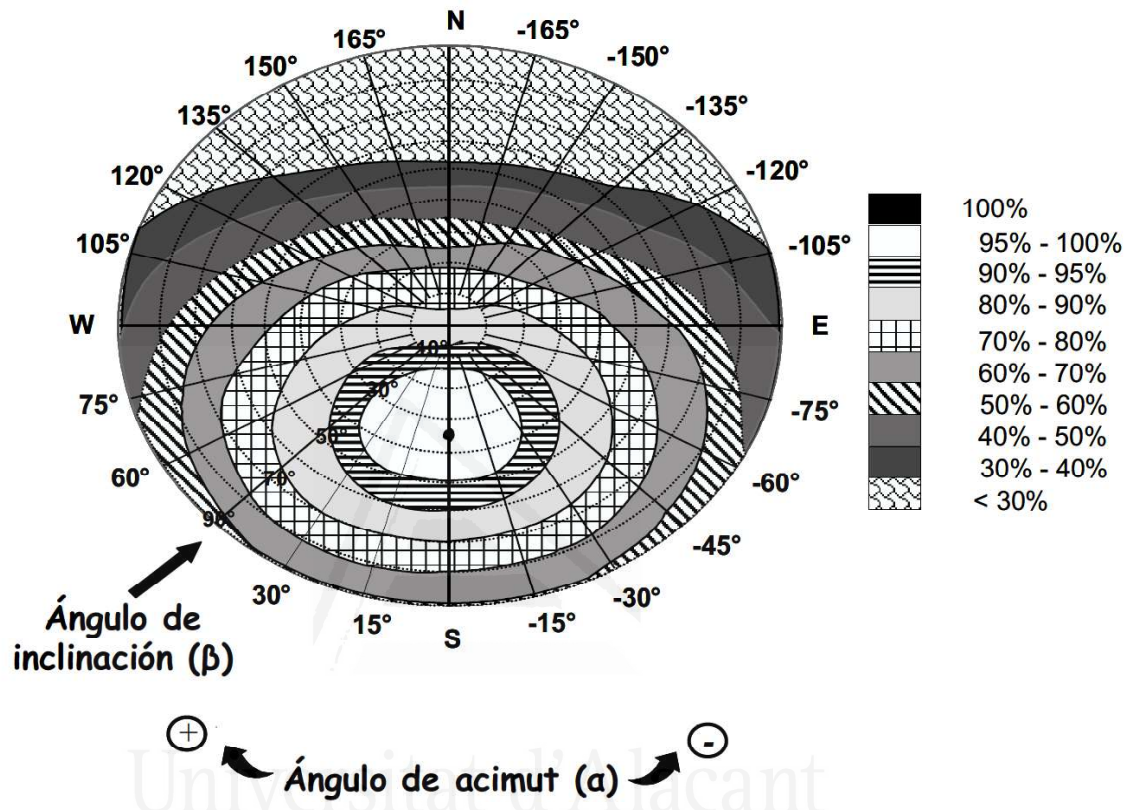 N
165°
-165°
150°
-150°
135°
-135°
120°
-120°
105°
-105°
W
E
75°
-75°
60°
-60°
-45°
30°
-30°
15°
-15°
S
10°
30°
50°
70°
90°
100%
95% - 100%
90% - 95%
80% - 90%
70% - 80%
60% - 70%
50% - 60%
40% - 50%
30% - 40%
< 30%
Ángulo de
inclinación (β)
+
-
Ángulo de acimut (α)
Universitat d'Alacant